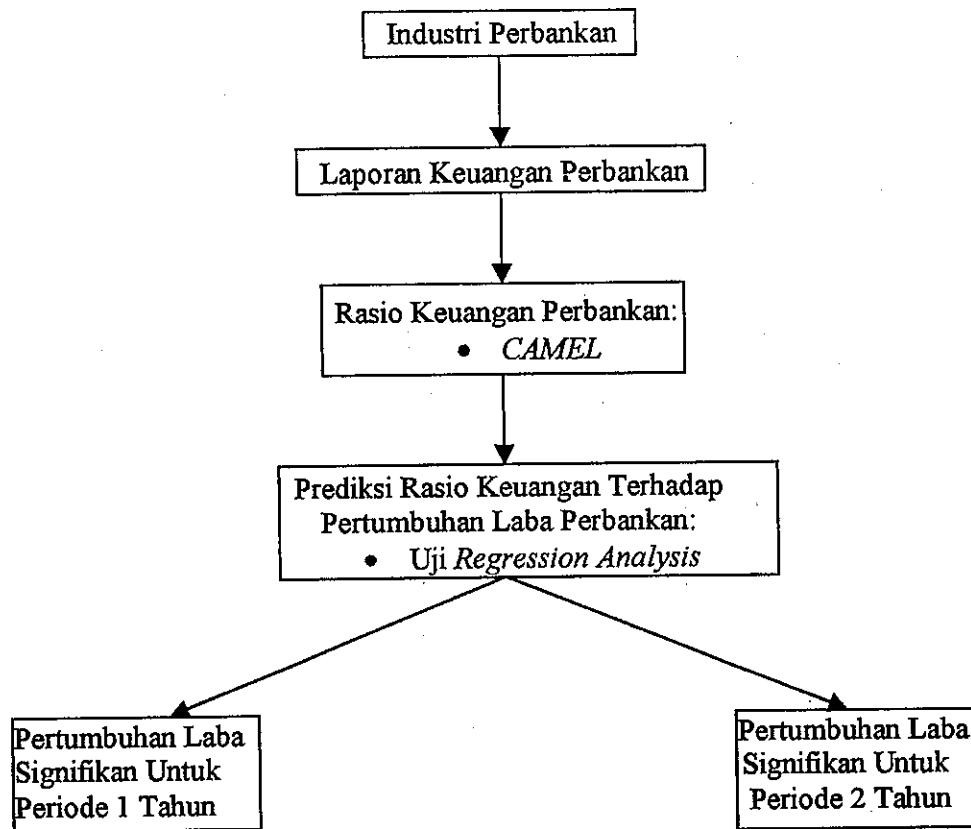 Industri Perbankan
Laporan Keuangan Perbankan
Rasio Keuangan Perbankan:
• CAMEL
Prediksi Rasio Keuangan Terhadap
Pertumbuhan Laba Perbankan:
• Uji Regression Analysis
Pertumbuhan Laba
Signifikan Untuk
Periode 1 Tahun
Pertumbuhan Laba
Signifikan Untuk
Periode 2 Tahun